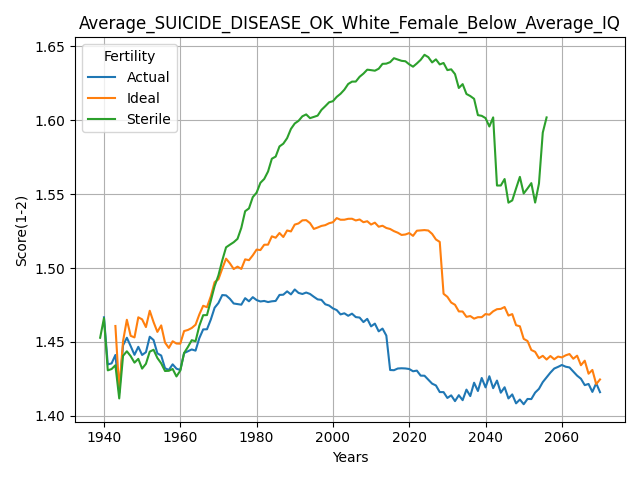 Average_SUICIDE_DISEASE_OK_White_Female_Below_Average_IQ
Fertility
Actual
Ideal
Sterile
Score(1-2)
1.65
1.60
1.55
1.50
1.45
1.40
1940 1960 1980 2000 2020 2040 2060
Years